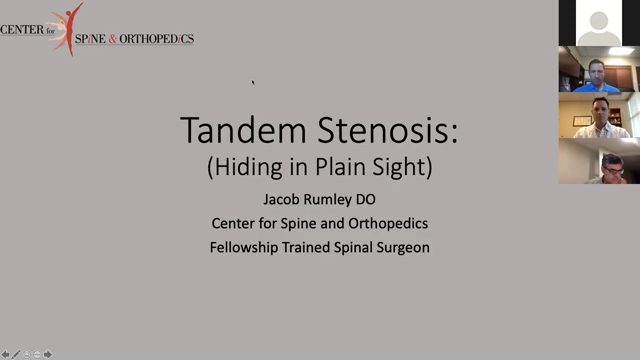 CENTER for
SPINE & ORTHOPEDICS
Tandem Stenosis:
(Hiding in Plain Sight)
Jacob Rumley DO
Center for Spine and Orthopedics
Fellowship Trained Spinal Surgeon